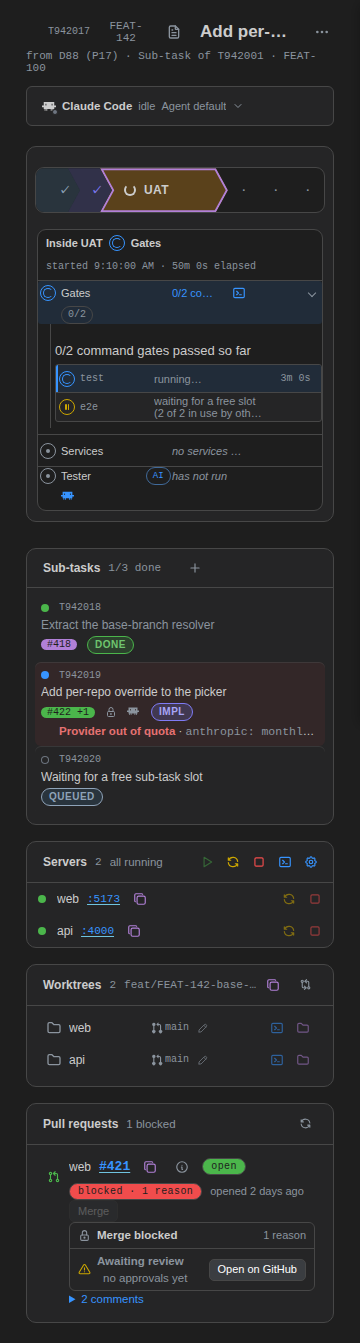 T942017 FEAT-142 Add per-…
from D88 (P17) · Sub-task of T942001 · FEAT-100
Claude Code idle Agent default
UAT
Inside UAT Gates
started 9:10:00 AM · 50m 0s elapsed
Gates 0/2 co…
0/2
0/2 command gates passed so far
test running… 3m 0s
e2e waiting for a free slot
(2 of 2 in use by oth…
Services no services …
Tester AI has not run
Sub-tasks 1/3 done
T942018
Extract the base-branch resolver
#418 DONE
T942019
Add per-repo override to the picker
#422 +1 IMPL
Provider out of quota · anthropic: monthl…
T942020
Waiting for a free sub-task slot
QUEUED
Servers 2 all running
web :5173
api :4000
Worktrees 2 feat/FEAT-142-base-…
web main
api main
Pull requests 1 blocked
web #421 open
blocked · 1 reason opened 2 days ago
Merge
Merge blocked 1 reason
Awaiting review
no approvals yet
Open on GitHub
2 comments